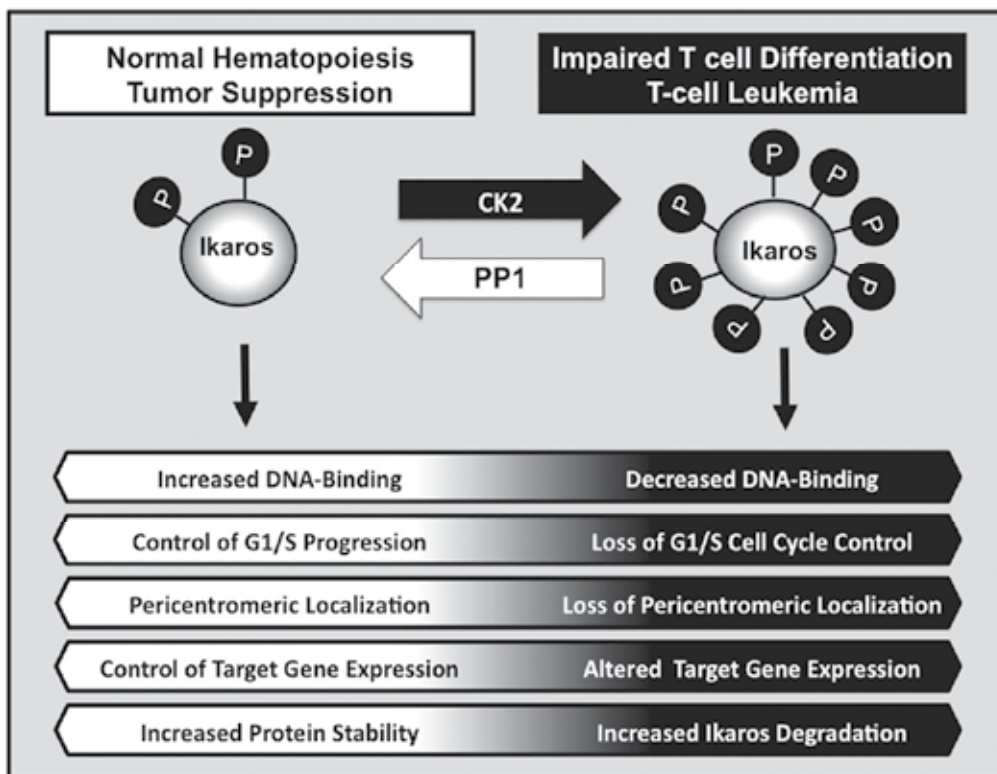 Normal Hematopoiesis
Tumor Suppression
Impaired T cell Differentiation
T-cell Leukemia
P
P
Ikaros
CK2
PP1
P
P
P
P
P
P
P
P
Ikaros
Increased DNA-Binding
Decreased DNA-Binding
Control of G1/S Progression
Loss of G1/S Cell Cycle Control
Pericentromeric Localization
Loss of Pericentromeric Localization
Control of Target Gene Expression
Altered Target Gene Expression
Increased Protein Stability
Increased Ikaros Degradation